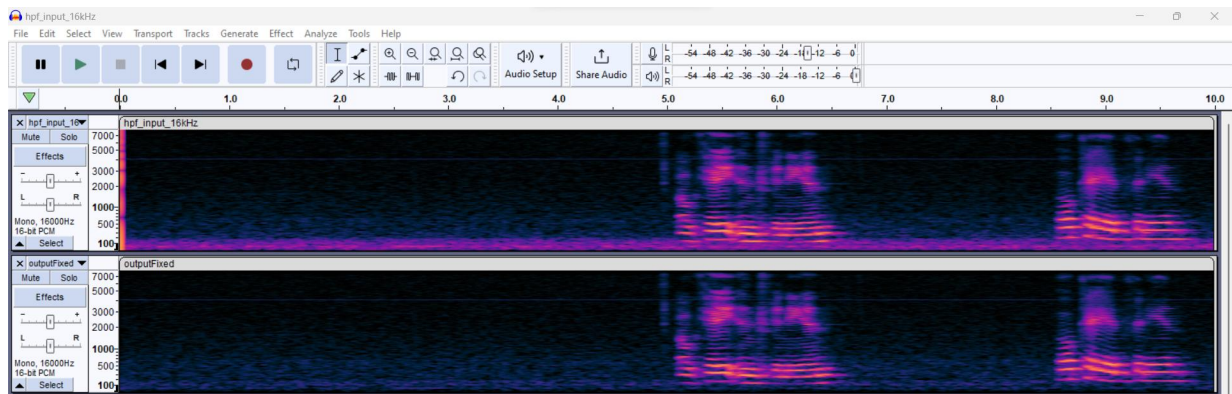 hpf_input_16kHz
File Edit Select View Transport Tracks Generate Effect Analyze Tools Help
Audio Setup
Share Audio
L R -54 -48 -42 -36 -30 -24 -12 -6 0
L R -54 -48 -42 -36 -30 -24 -18 -12 -6
0.0 1.0 2.0 3.0 4.0 5.0 6.0 7.0 8.0 9.0 10.0
hpf_input_16
hpf_input_16kHz
Mute Solo
Effects
- +
L R
Mono, 16000Hz
16-bit PCM
Select
7000
5000
3000
2000
1000
500
100
outputFixed
outputFixed
Mute Solo
Effects
- +
L R
Mono, 16000Hz
16-bit PCM
Select
7000
5000
3000
2000
1000
500
100